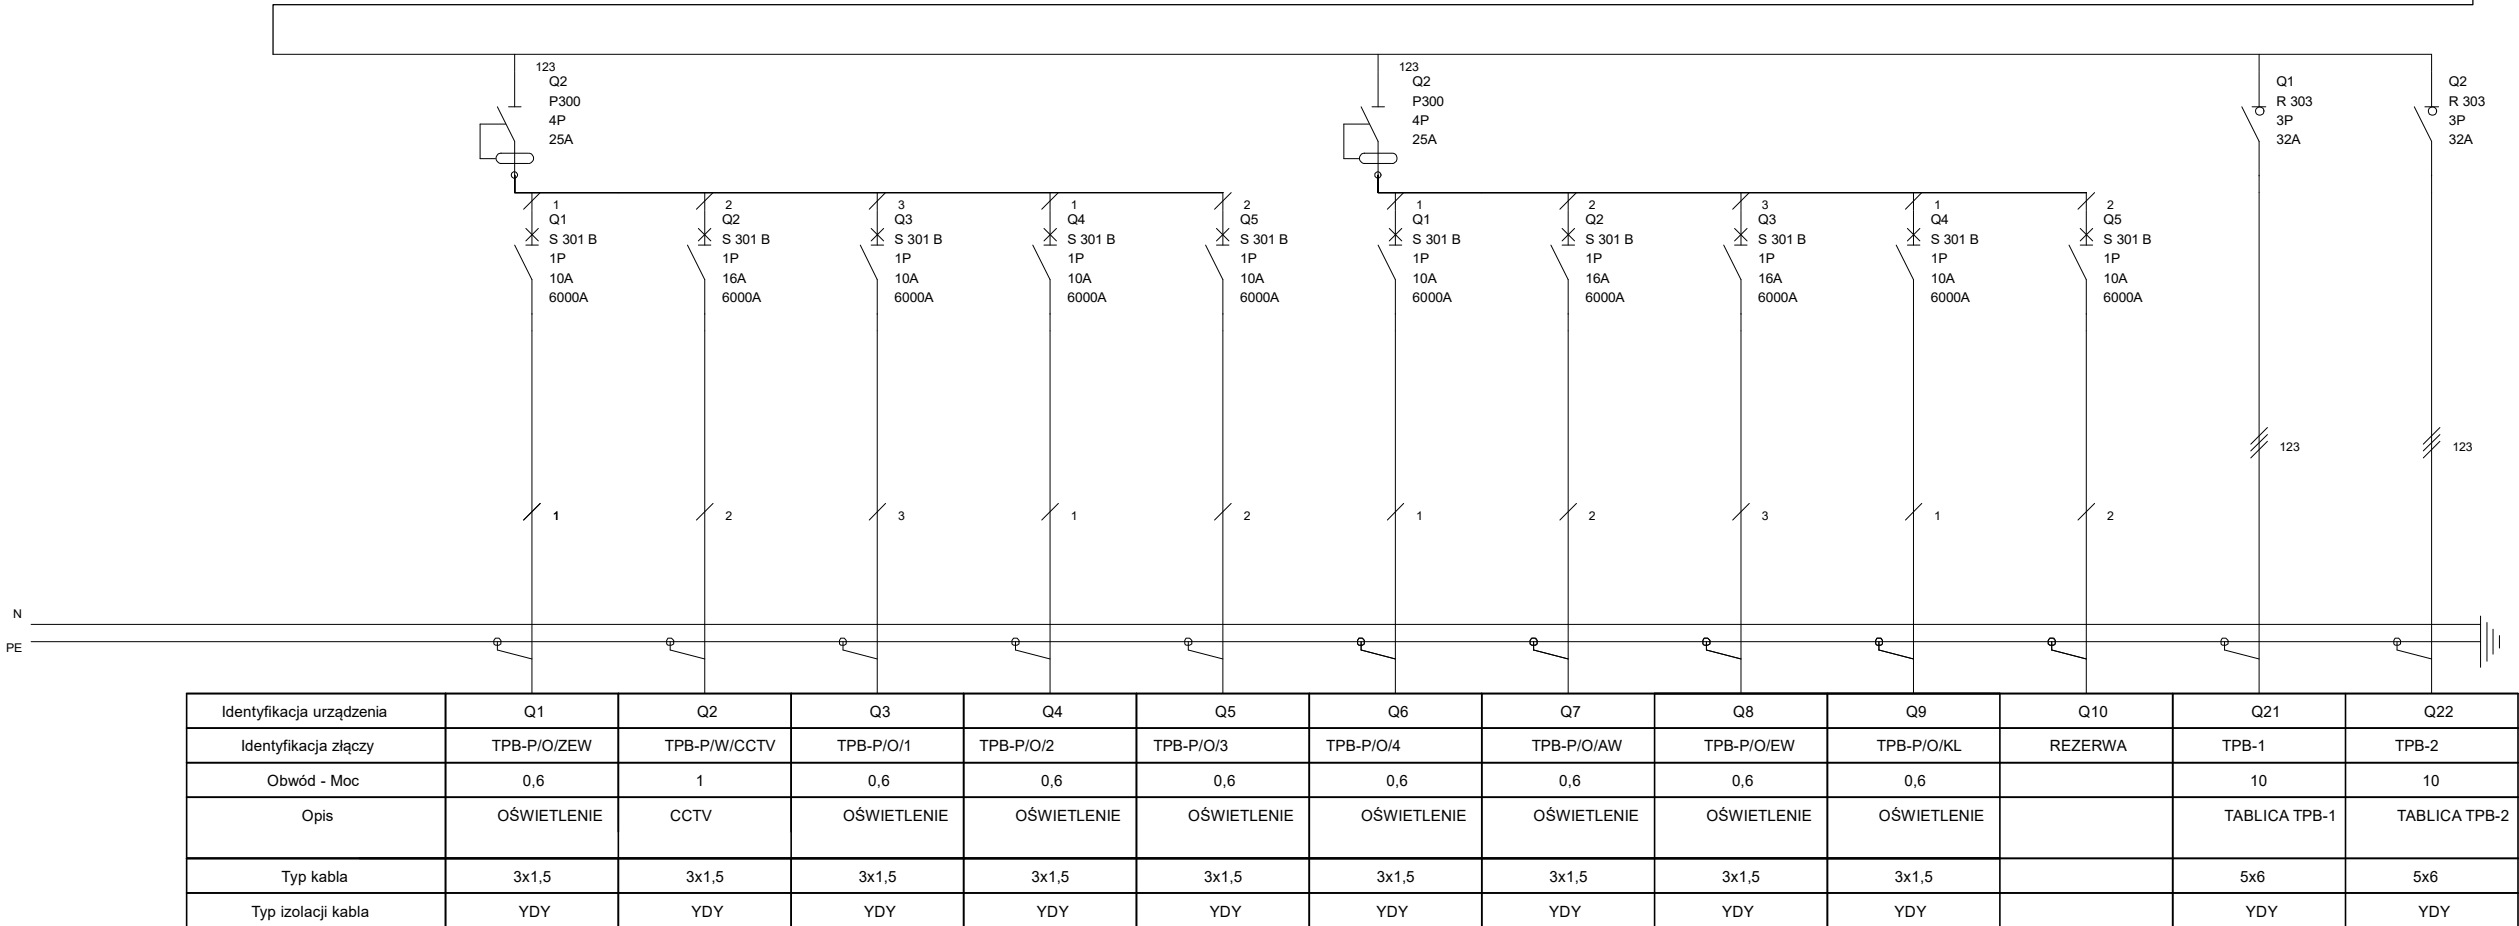 123
Q2
P300
4P
25A
123
Q2
P300
4P
25A
Q1
R 303
3P
32A
Q2
R 303
3P
32A
1
Q1
S 301 B
1P
10A
6000A
2
Q2
S 301 B
1P
16A
6000A
3
Q3
S 301 B
1P
10A
6000A
1
Q4
S 301 B
1P
10A
6000A
2
Q5
S 301 B
1P
10A
6000A
1
Q1
S 301 B
1P
10A
6000A
2
Q2
S 301 B
1P
16A
6000A
3
Q3
S 301 B
1P
16A
6000A
1
Q4
S 301 B
1P
10A
6000A
2
Q5
S 301 B
1P
10A
6000A
123 123
1 2 3 1 2 1 2 3 1 2
N
PE
Identyfikacja urządzenia Q1 Q2 Q3 Q4 Q5 Q6 Q7 Q8 Q9 Q10 Q21 Q22
Identyfikacja złączy TPB-P/O/ZEW TPB-P/W/CCTV TPB-P/O/1 TPB-P/O/2 TPB-P/O/3 TPB-P/O/4 TPB-P/O/AW TPB-P/O/EW TPB-P/O/KL REZERWA TPB-1 TPB-2
Obwód - Moc 0,6 1 0,6 0,6 0,6 0,6 0,6 0,6 0,6 10 10
Opis OŚWIETLENIE CCTV OŚWIETLENIE OŚWIETLENIE OŚWIETLENIE OŚWIETLENIE OŚWIETLENIE OŚWIETLENIE OŚWIETLENIE TABLICA TPB-1 TABLICA TPB-2
Typ kabla 3x1,5 3x1,5 3x1,5 3x1,5 3x1,5 3x1,5 3x1,5 3x1,5 3x1,5 5x6 5x6
Typ izolacji kabla YDY YDY YDY YDY YDY YDY YDY YDY YDY YDY YDY